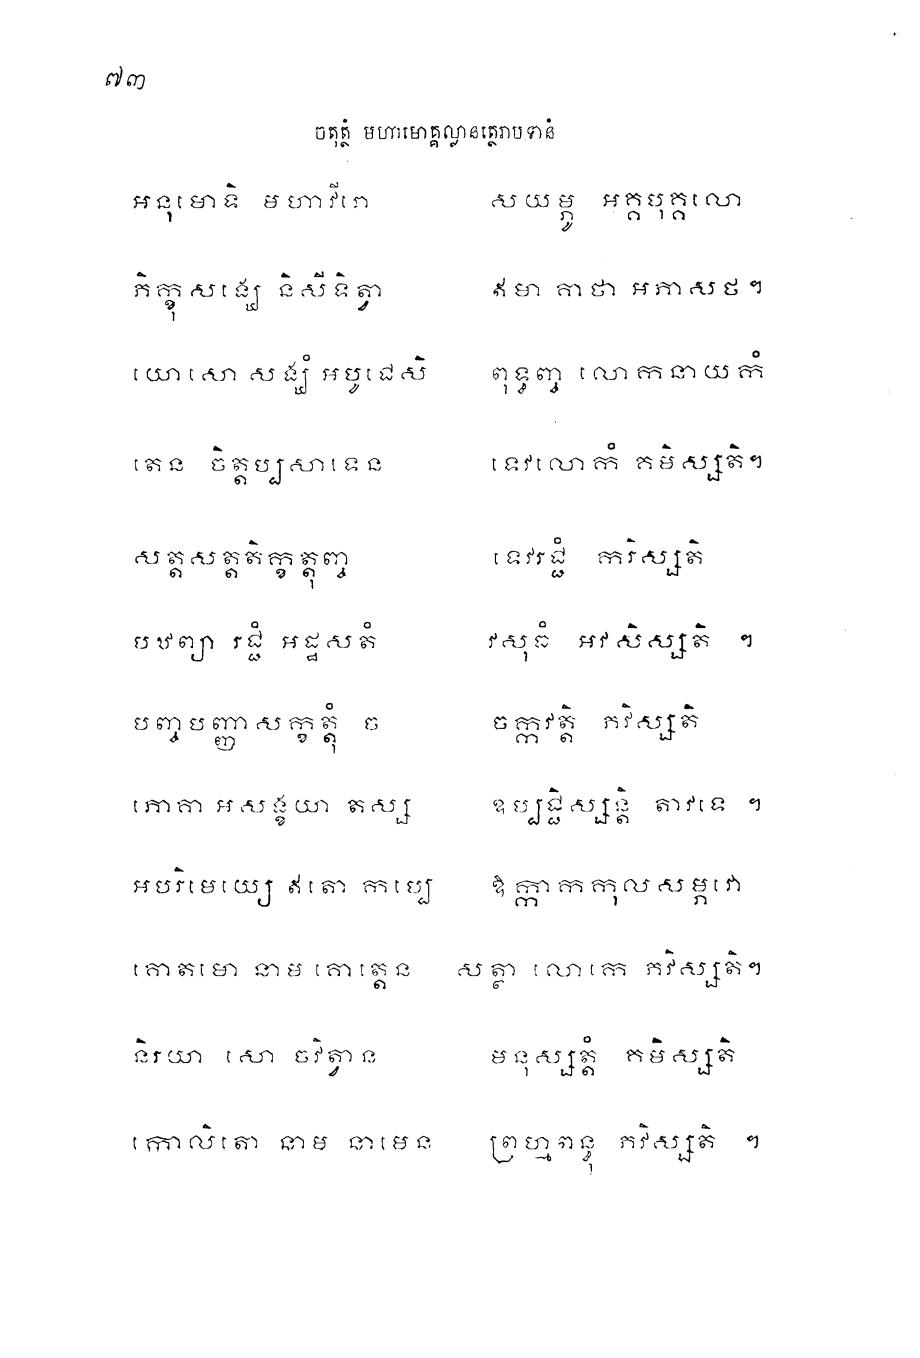 ៧៣
ចតុត្ថំ មហាមោគ្គល្លានត្ថេរាបទានំ
អនុមោទិ មហាវីរោ សយម្ភូ អគ្គបុគ្គលោ
ភិក្ខុសង្ឃេ និសីទិត្វា ឥមា គាថា អភាសថ ។
យោ សោ សង្ឃំ អបូជេសិ ពុទ្ធញ្ច លោកនាយកំ
តេន ចិត្តប្បសាទេន ទេវលោកំ គមិស្សតិ ។
សត្តសត្តតិក្ខត្តុញ្ច ទេវរជ្ជំ ករិស្សតិ
បឋព្យា រជ្ជំ អដ្ឋសតំ វសុធំ អវសិស្សតិ ។
បញ្ចបញ្ញាសក្ខត្តុំ ច ចក្កវត្តិ ភវិស្សតិ
ភោគា អសង្ខយា តស្ស ឧប្បជ្ជិស្សន្តិ តាវទេ ។
អបរិមេយ្យេ ឥតោ កប្បេ ឱក្កាកកុលសម្ភវោ
គោតមោ នាម គោត្តេន សត្ថា លោកេ ភវិស្សតិ ។
និរយា សោ ចវិត្វាន មនុស្សត្តំ គមិស្សតិ
កោលិតោ នាម នាមេន ព្រហ្មពន្ធុ ភវិស្សតិ ។